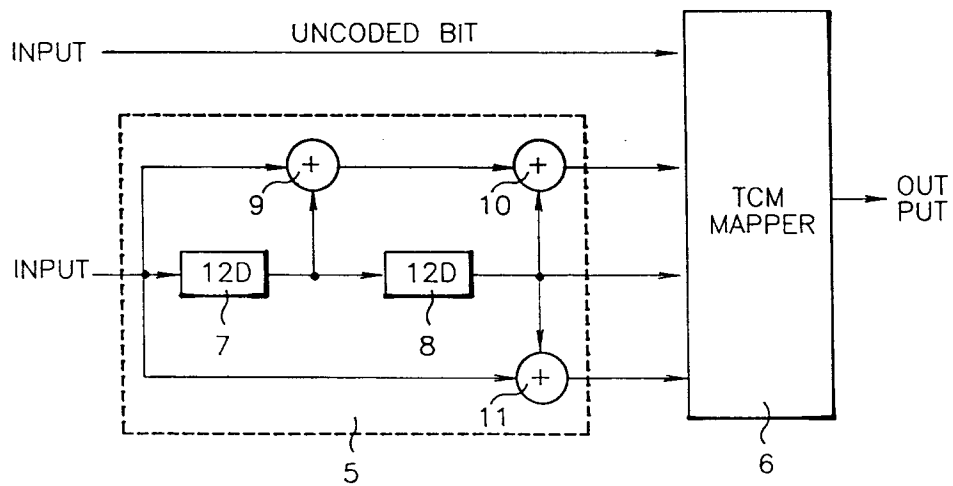 UNCODED BIT
INPUT
+
+
9
10
TCM
MAPPER
OUT
PUT
INPUT
12D
12D
7
8
+
11
5
6